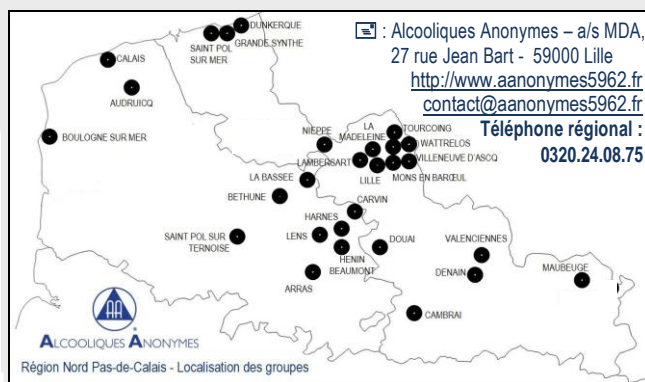 : Alcooliques Anonymes – a/s MDA,
27 rue Jean Bart - 59000 Lille
http://www.aanonymes5962.fr
contact@aanonymes5962.fr
Téléphone régional :
0320.24.08.75
DUNKERQUE
SAINT POL
SUR MER
GRANDE SYNTHE
CALAIS
AUDRUICQ
BOULOGNE SUR MER
NIEPPE
LA
MADELEINE
TOURCOING
WATTRELOS
LAMBERSART
VILLENEUVE D'ASCQ
LILLE
MONS EN BARŒUL
LA BASSEE
BETHUNE
CARVIN
HARNES
SAINT POL SUR
TERNOISE
LENS
HENIN
BEAUMONT
DOUAI
VALENCIENNES
ARRAS
DENAIN
MAUBEUGE
CAMBRAI
AA
ALCOOLIQUES ANONYMES
Région Nord Pas-de-Calais - Localisation des groupes